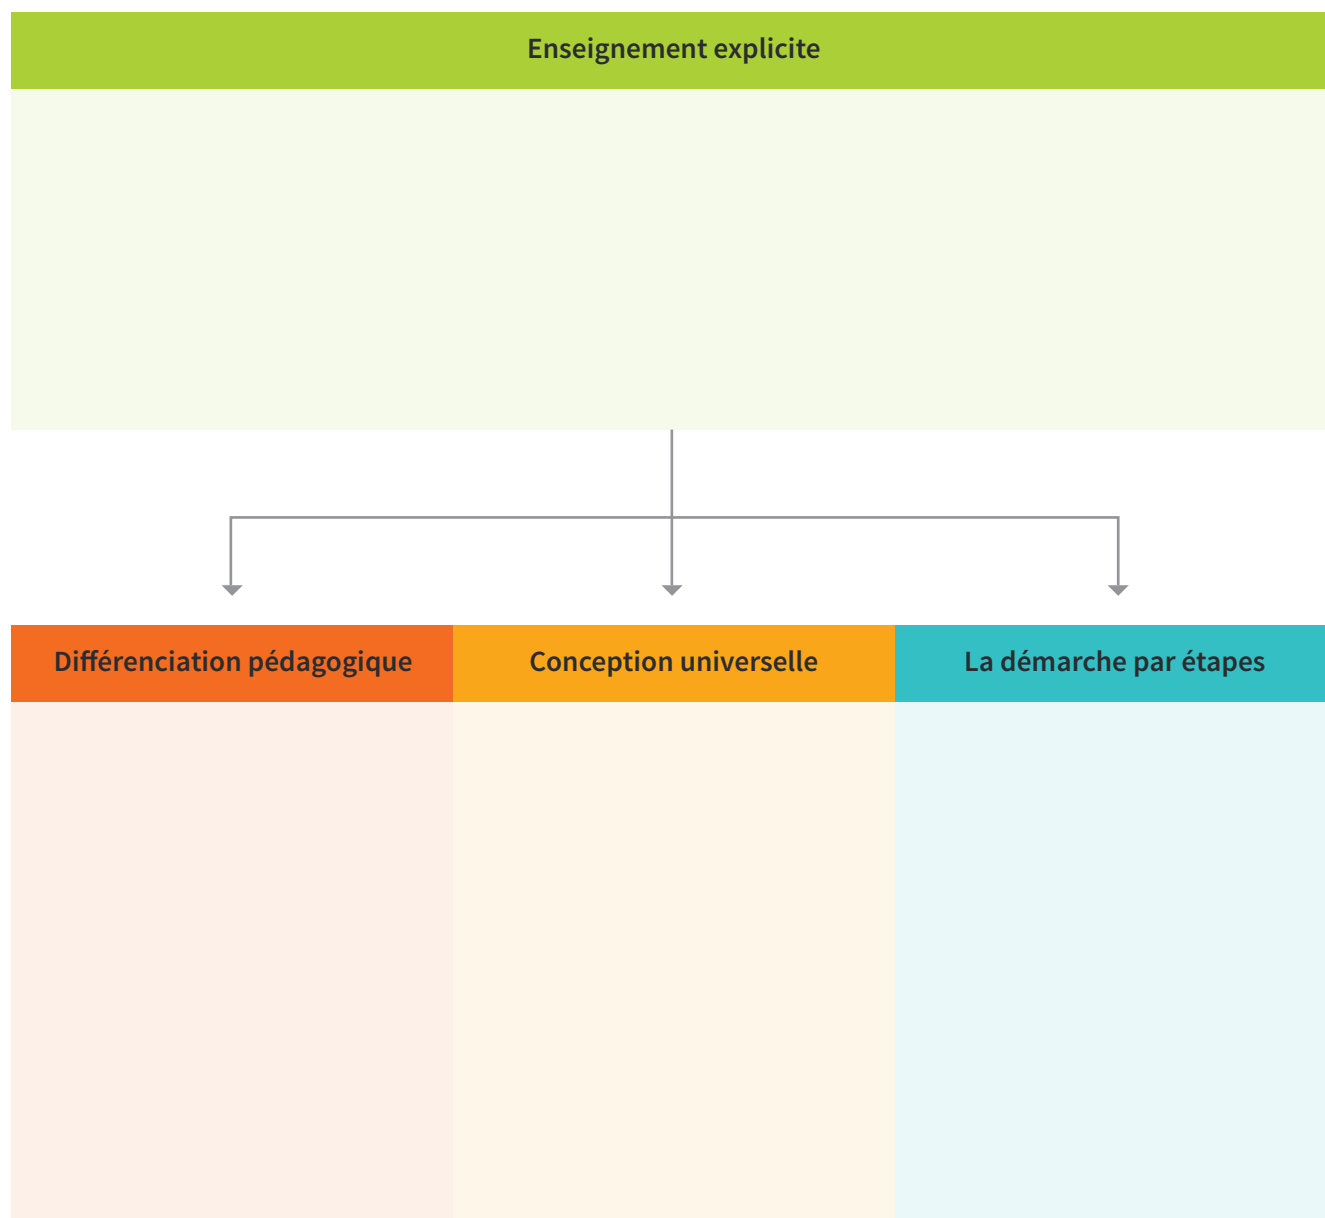 Enseignement explicite
Différenciation pédagogique
Conception universelle
La démarche par étapes